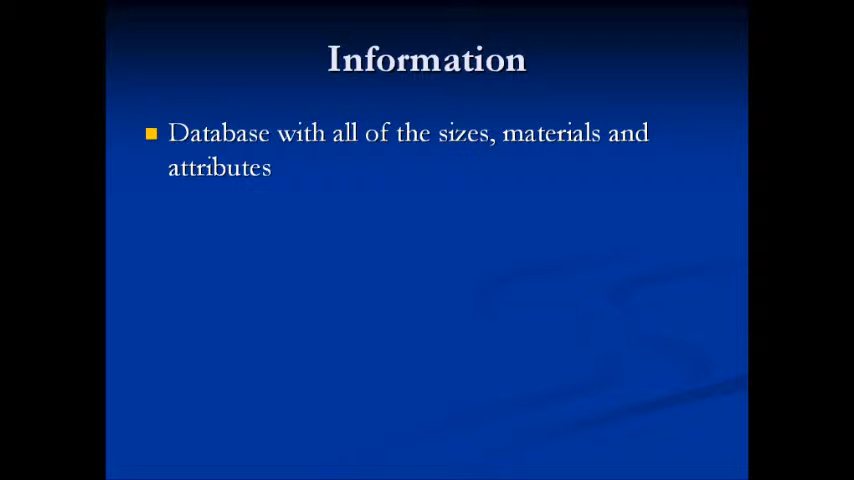 Information
Database with all of the sizes, materials and
attributes